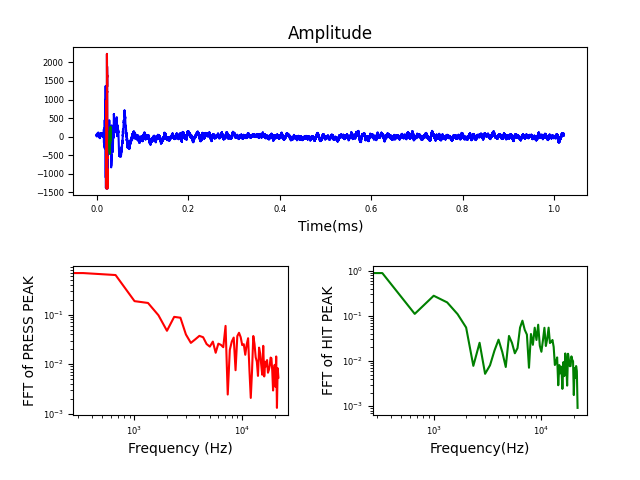 Amplitude
2000
1500
1000
500
0
−500
−1000
−1500
0.0 0.2 0.4 0.6 0.8 1.0
Time(ms)
FFT of PRESS PEAK
10⁻¹
10⁻²
10⁻³
10³ 10⁴
Frequency (Hz)
FFT of HIT PEAK
10⁰
10⁻¹
10⁻²
10⁻³
10³ 10⁴
Frequency(Hz)